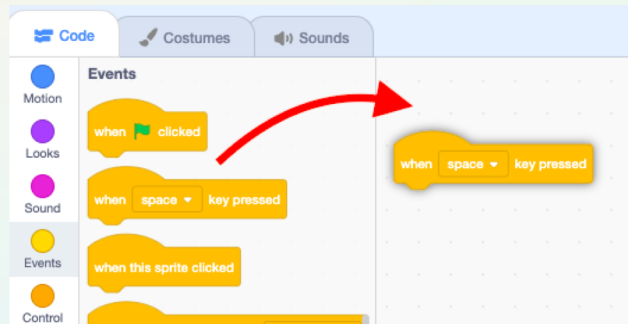 Code
Costumes
Sounds
Motion
Looks
Sound
Events
Control
Events
when clicked
when space key pressed
when this sprite clicked
when space key pressed